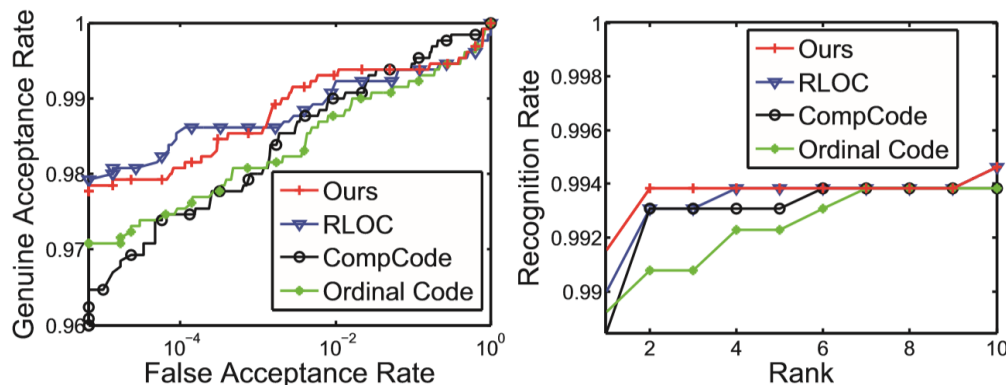 Genuine Acceptance Rate
1
0.99
0.98
0.97
0.96
Ours
RLOC
CompCode
Ordinal Code
10^-4
10^-2
10^0
False Acceptance Rate
Recognition Rate
1
0.998
0.996
0.994
0.992
0.99
Ours
RLOC
CompCode
Ordinal Code
2
4
6
8
10
Rank